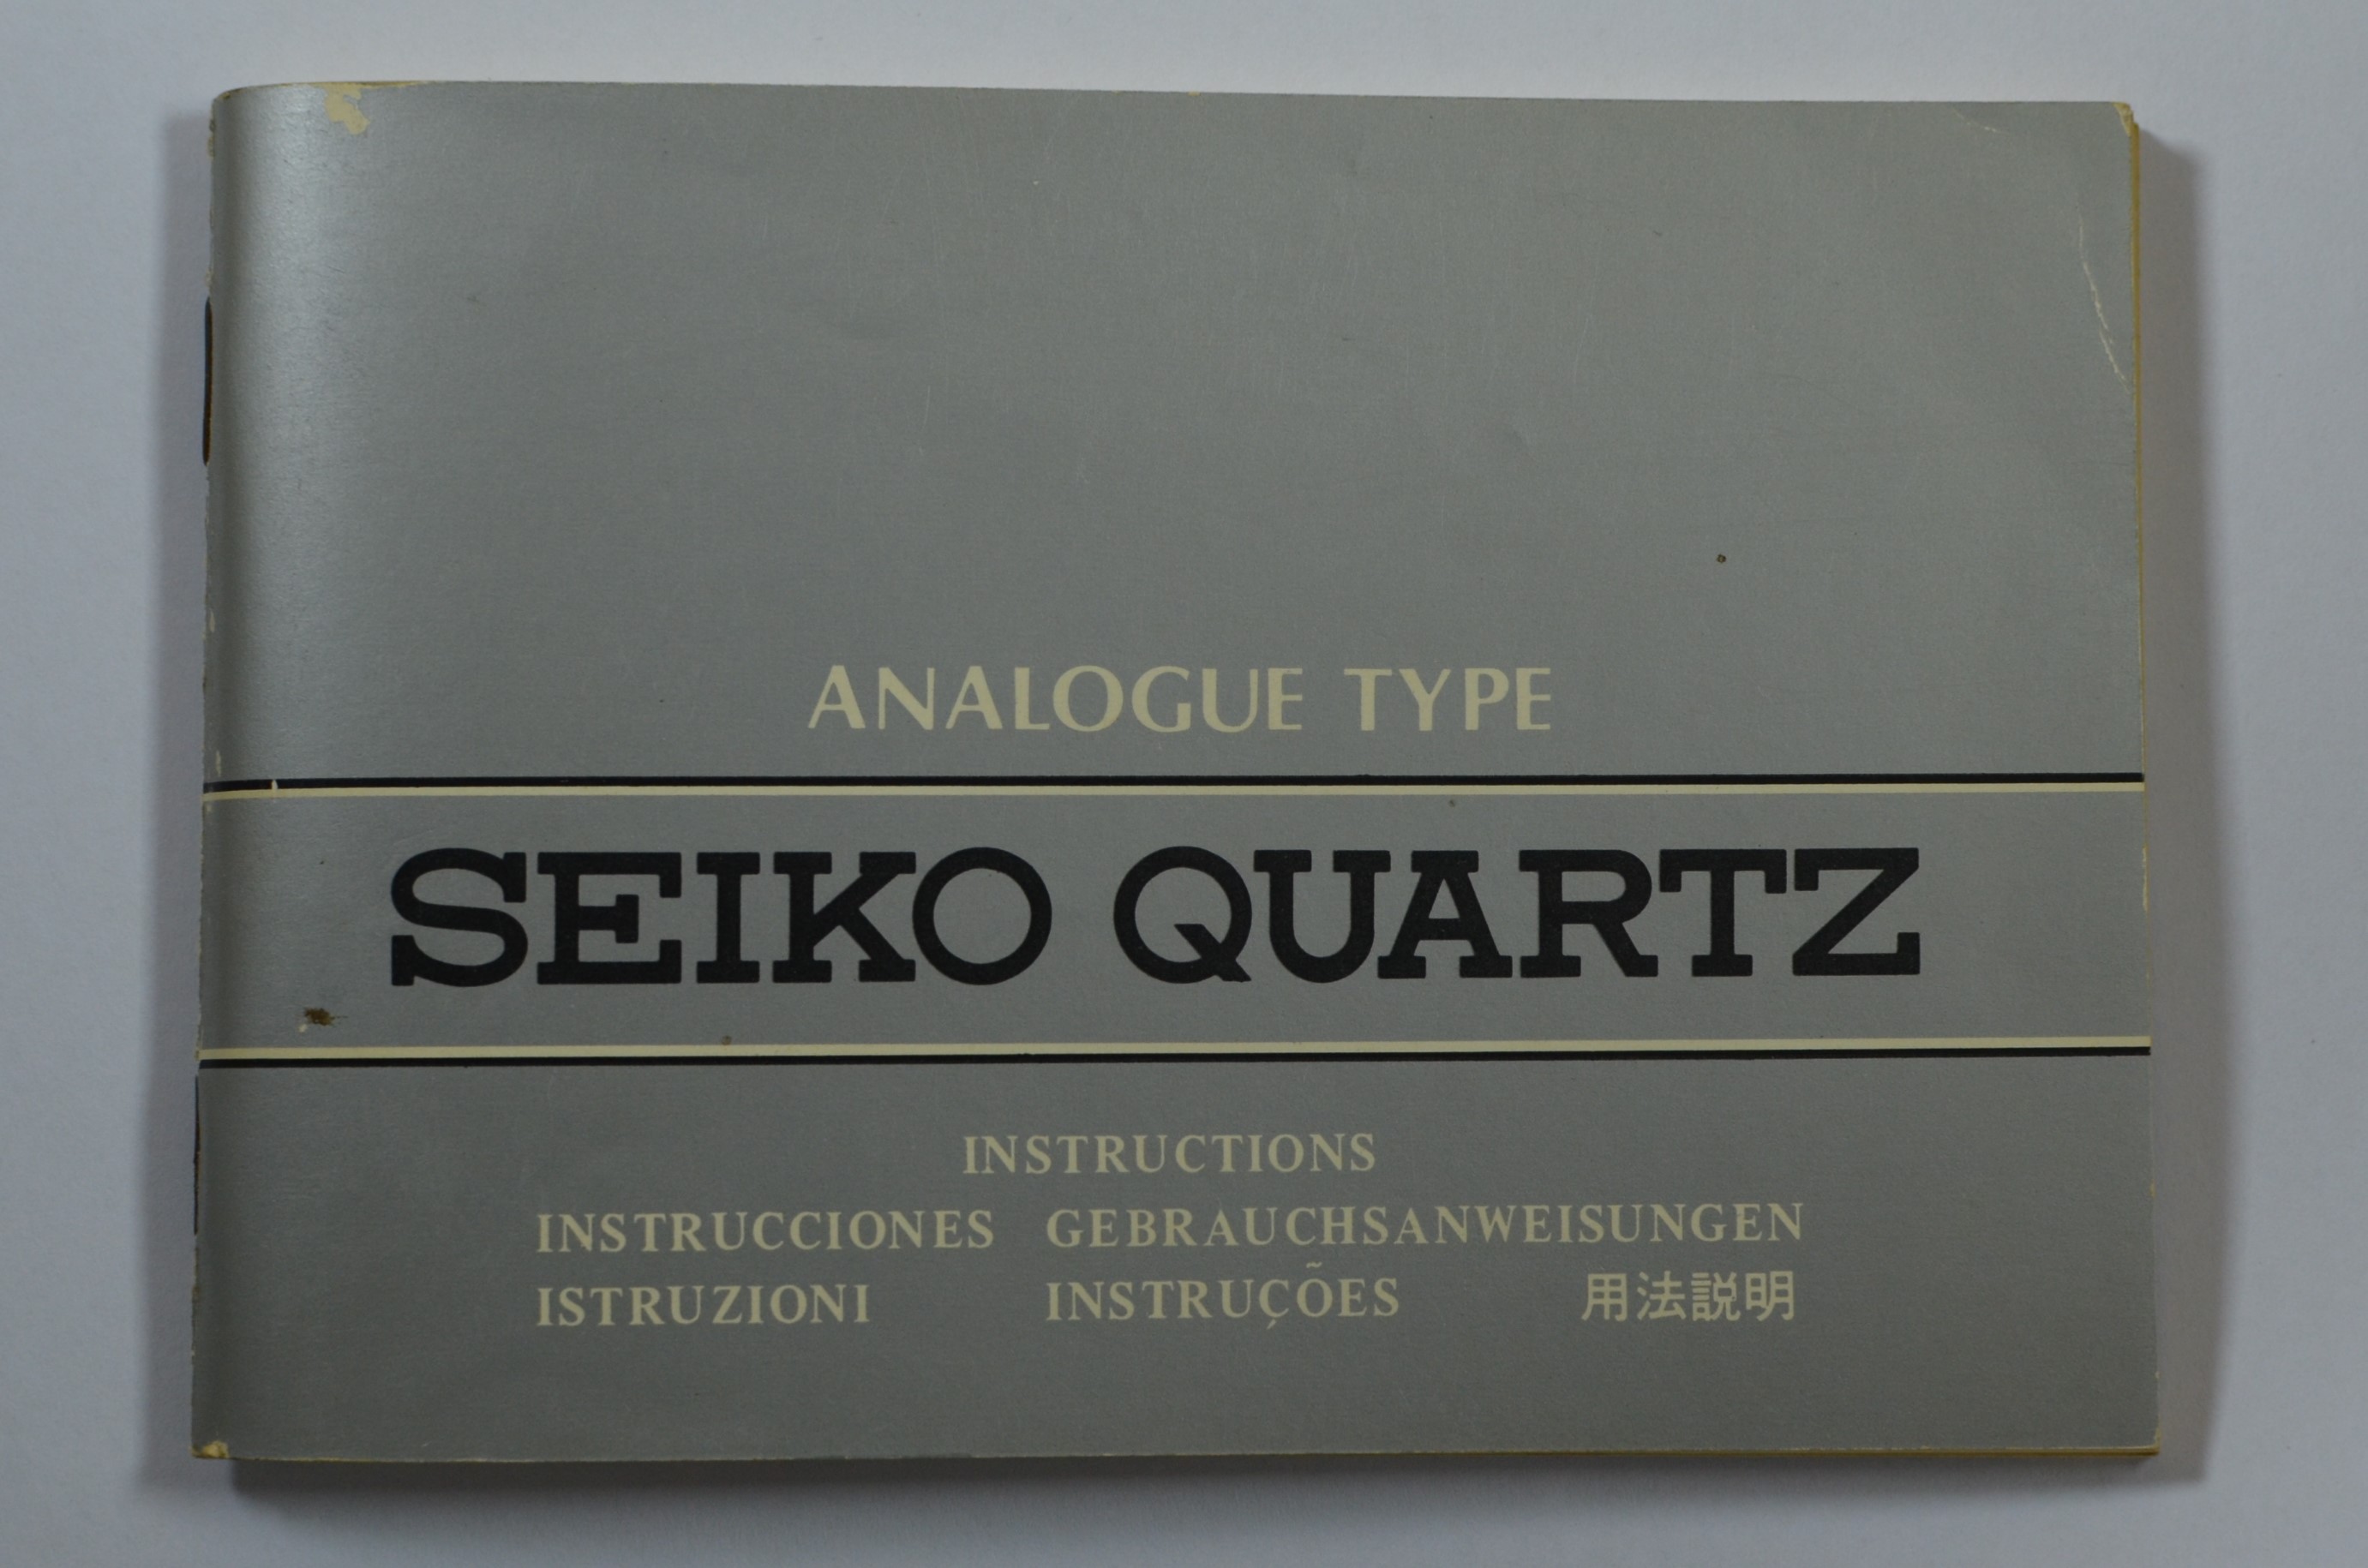 ANALOGUE TYPE
SEIKO QUARTZ
INSTRUCTIONS
INSTRUCCIONES GEBRAUCHSANWEISUNGEN
ISTRUZIONI INSTRUÇÕES 用法説明